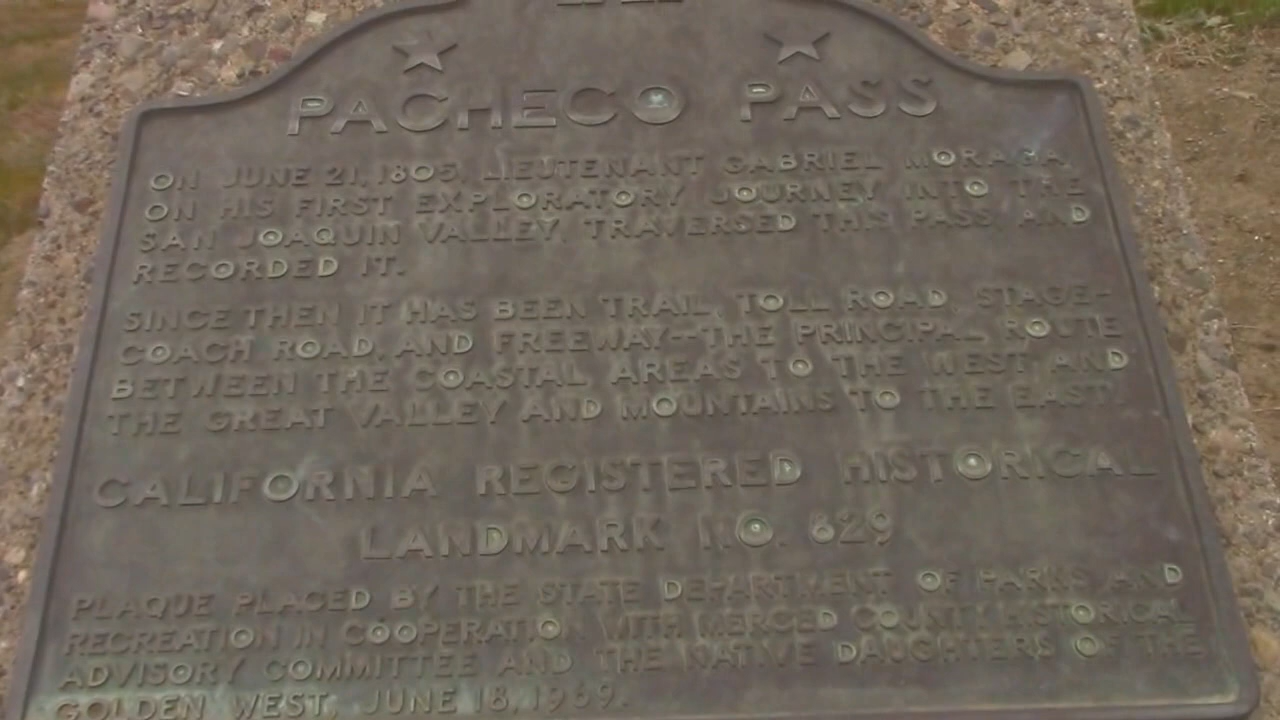 PACHECO PASS
ON JUNE 21, 1805, LIEUTENANT GABRIEL MORAGA,
ON HIS FIRST EXPLORATORY JOURNEY INTO THE
SAN JOAQUIN VALLEY, TRAVERSED THIS PASS, AND
RECORDED IT.
SINCE THEN IT HAS BEEN TRAIL, TOLL ROAD, STAGE-
COACH ROAD, AND FREEWAY--THE PRINCIPAL ROUTE
BETWEEN THE COASTAL AREAS TO THE WEST AND
THE GREAT VALLEY AND MOUNTAINS TO THE EAST.
CALIFORNIA REGISTERED HISTORICAL
LANDMARK NO. 829
PLAQUE PLACED BY THE STATE DEPARTMENT OF PARKS AND
RECREATION IN COOPERATION WITH MERCED COUNTY HISTORICAL
ADVISORY COMMITTEE AND THE NATIVE DAUGHTERS OF THE
GOLDEN WEST, JUNE 18, 1969.